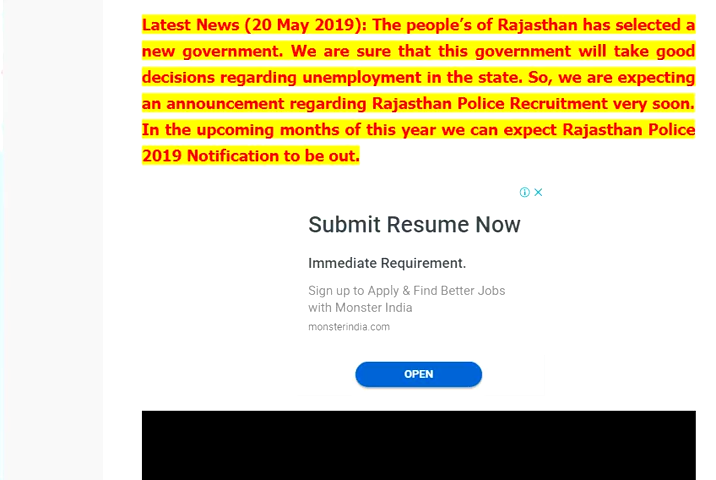 Latest News (20 May 2019): The people’s of Rajasthan has selected a
new government. We are sure that this government will take good
decisions regarding unemployment in the state. So, we are expecting
an announcement regarding Rajasthan Police Recruitment very soon.
In the upcoming months of this year we can expect Rajasthan Police
2019 Notification to be out.
Submit Resume Now
Immediate Requirement.
Sign up to Apply & Find Better Jobs
with Monster India
monsterindia.com
OPEN